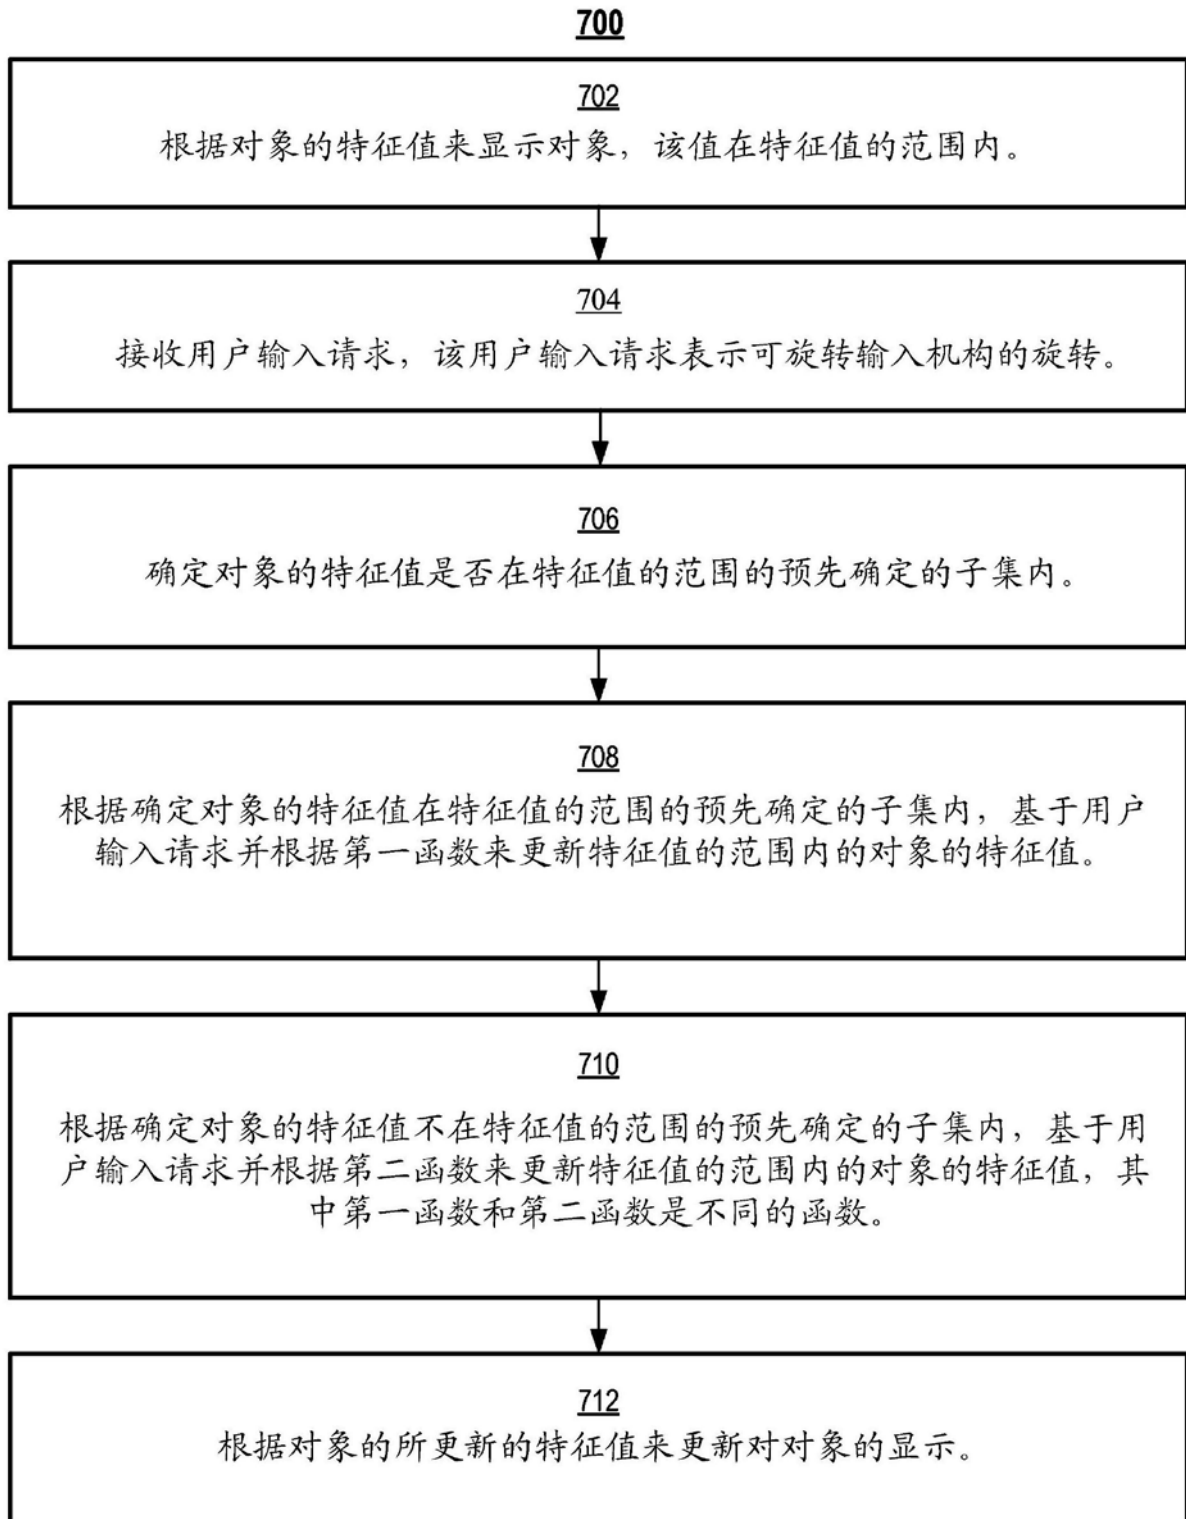 700
702
根据对象的特征值来显示对象，该值在特征值的范围内。
704
接收用户输入请求，该用户输入请求表示可旋转输入机构的旋转。
706
确定对象的特征值是否在特征值的范围的预先确定的子集内。
708
根据确定对象的特征值在特征值的范围的预先确定的子集内，基于用户
输入请求并根据第一函数来更新特征值的范围内的对象的特征值。
710
根据确定对象的特征值不在特征值的范围的预先确定的子集内，基于用
户输入请求并根据第二函数来更新特征值的范围内的对象的特征值，其
中第一函数和第二函数是不同的函数。
712
根据对象的所更新的特征值来更新对对象的显示。